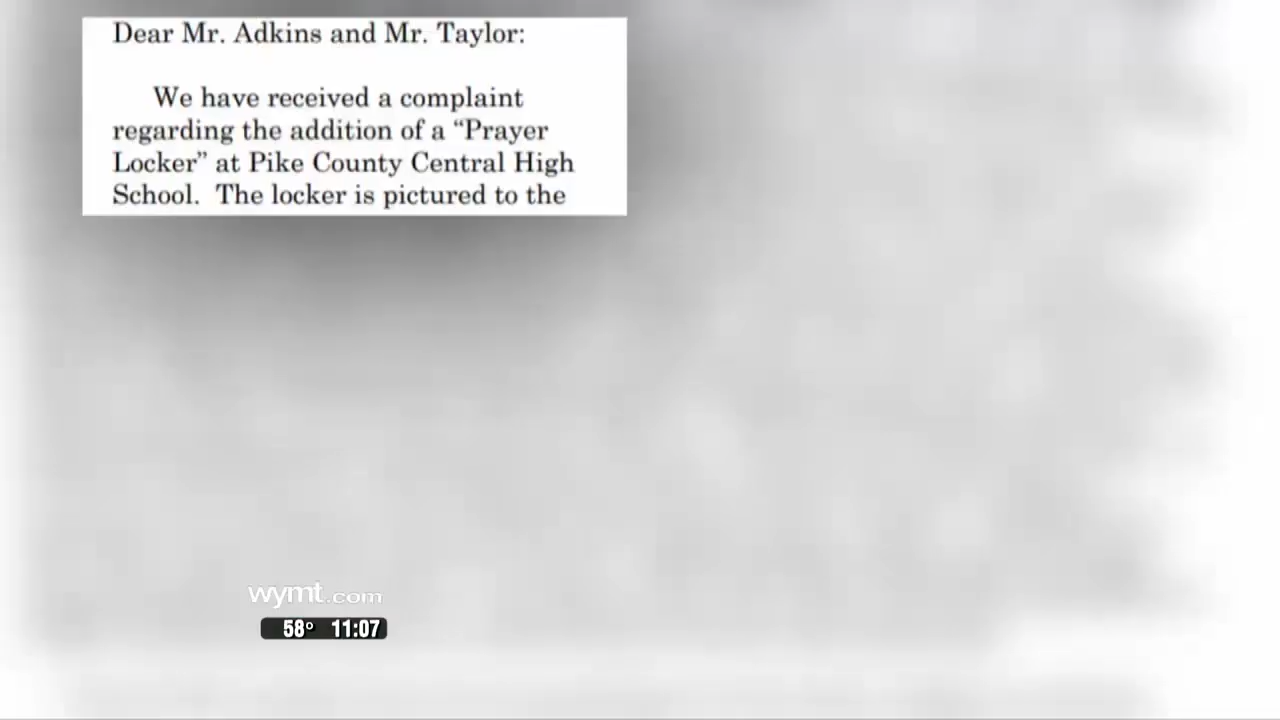 Dear Mr. Adkins and Mr. Taylor:
We have received a complaint
regarding the addition of a “Prayer
Locker” at Pike County Central High
School. The locker is pictured to the
wymt.com
58° 11:07